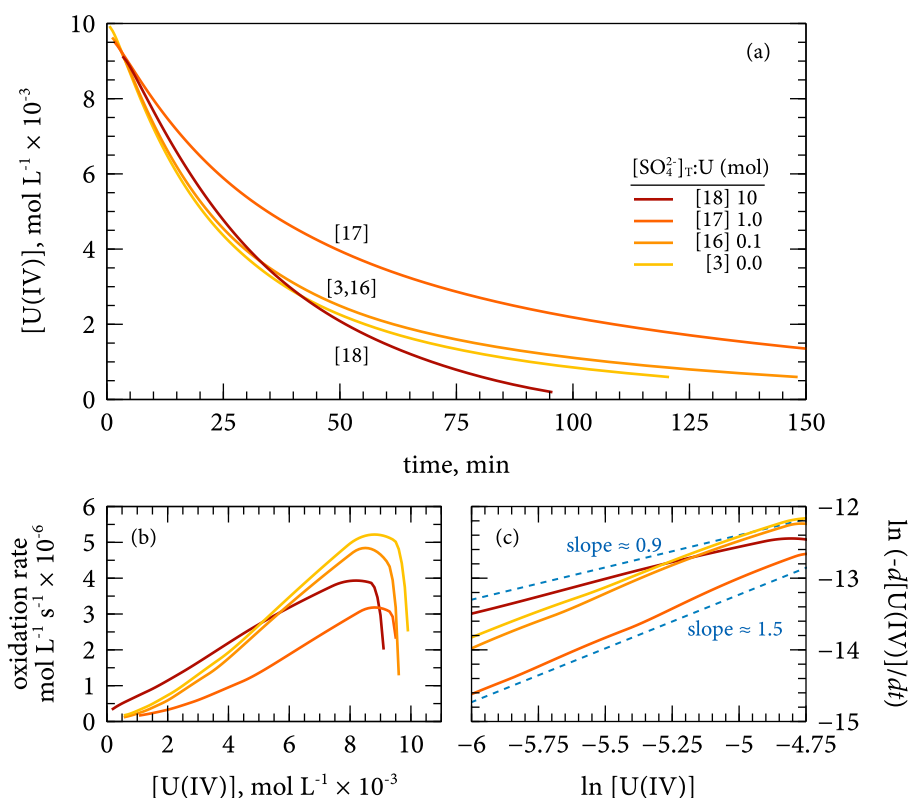 (a)
10
8
6
4
2
0
[U(IV)], mol L⁻¹ × 10⁻³
[SO₄²⁻]ᴛ:U (mol)
[18] 10
[17] 1.0
[16] 0.1
[3] 0.0
[17]
[3,16]
[18]
0 25 50 75 100 125 150
time, min
(b)
6
5
4
3
2
1
0
oxidation rate
mol L⁻¹ s⁻¹ × 10⁻⁶
0 2 4 6 8 10
[U(IV)], mol L⁻¹ × 10⁻³
(c)
slope ≈ 0.9
slope ≈ 1.5
−12
−13
−14
−15
ln (-d[U(IV)]/dt)
−6 −5.75 −5.5 −5.25 −5 −4.75
ln [U(IV)]